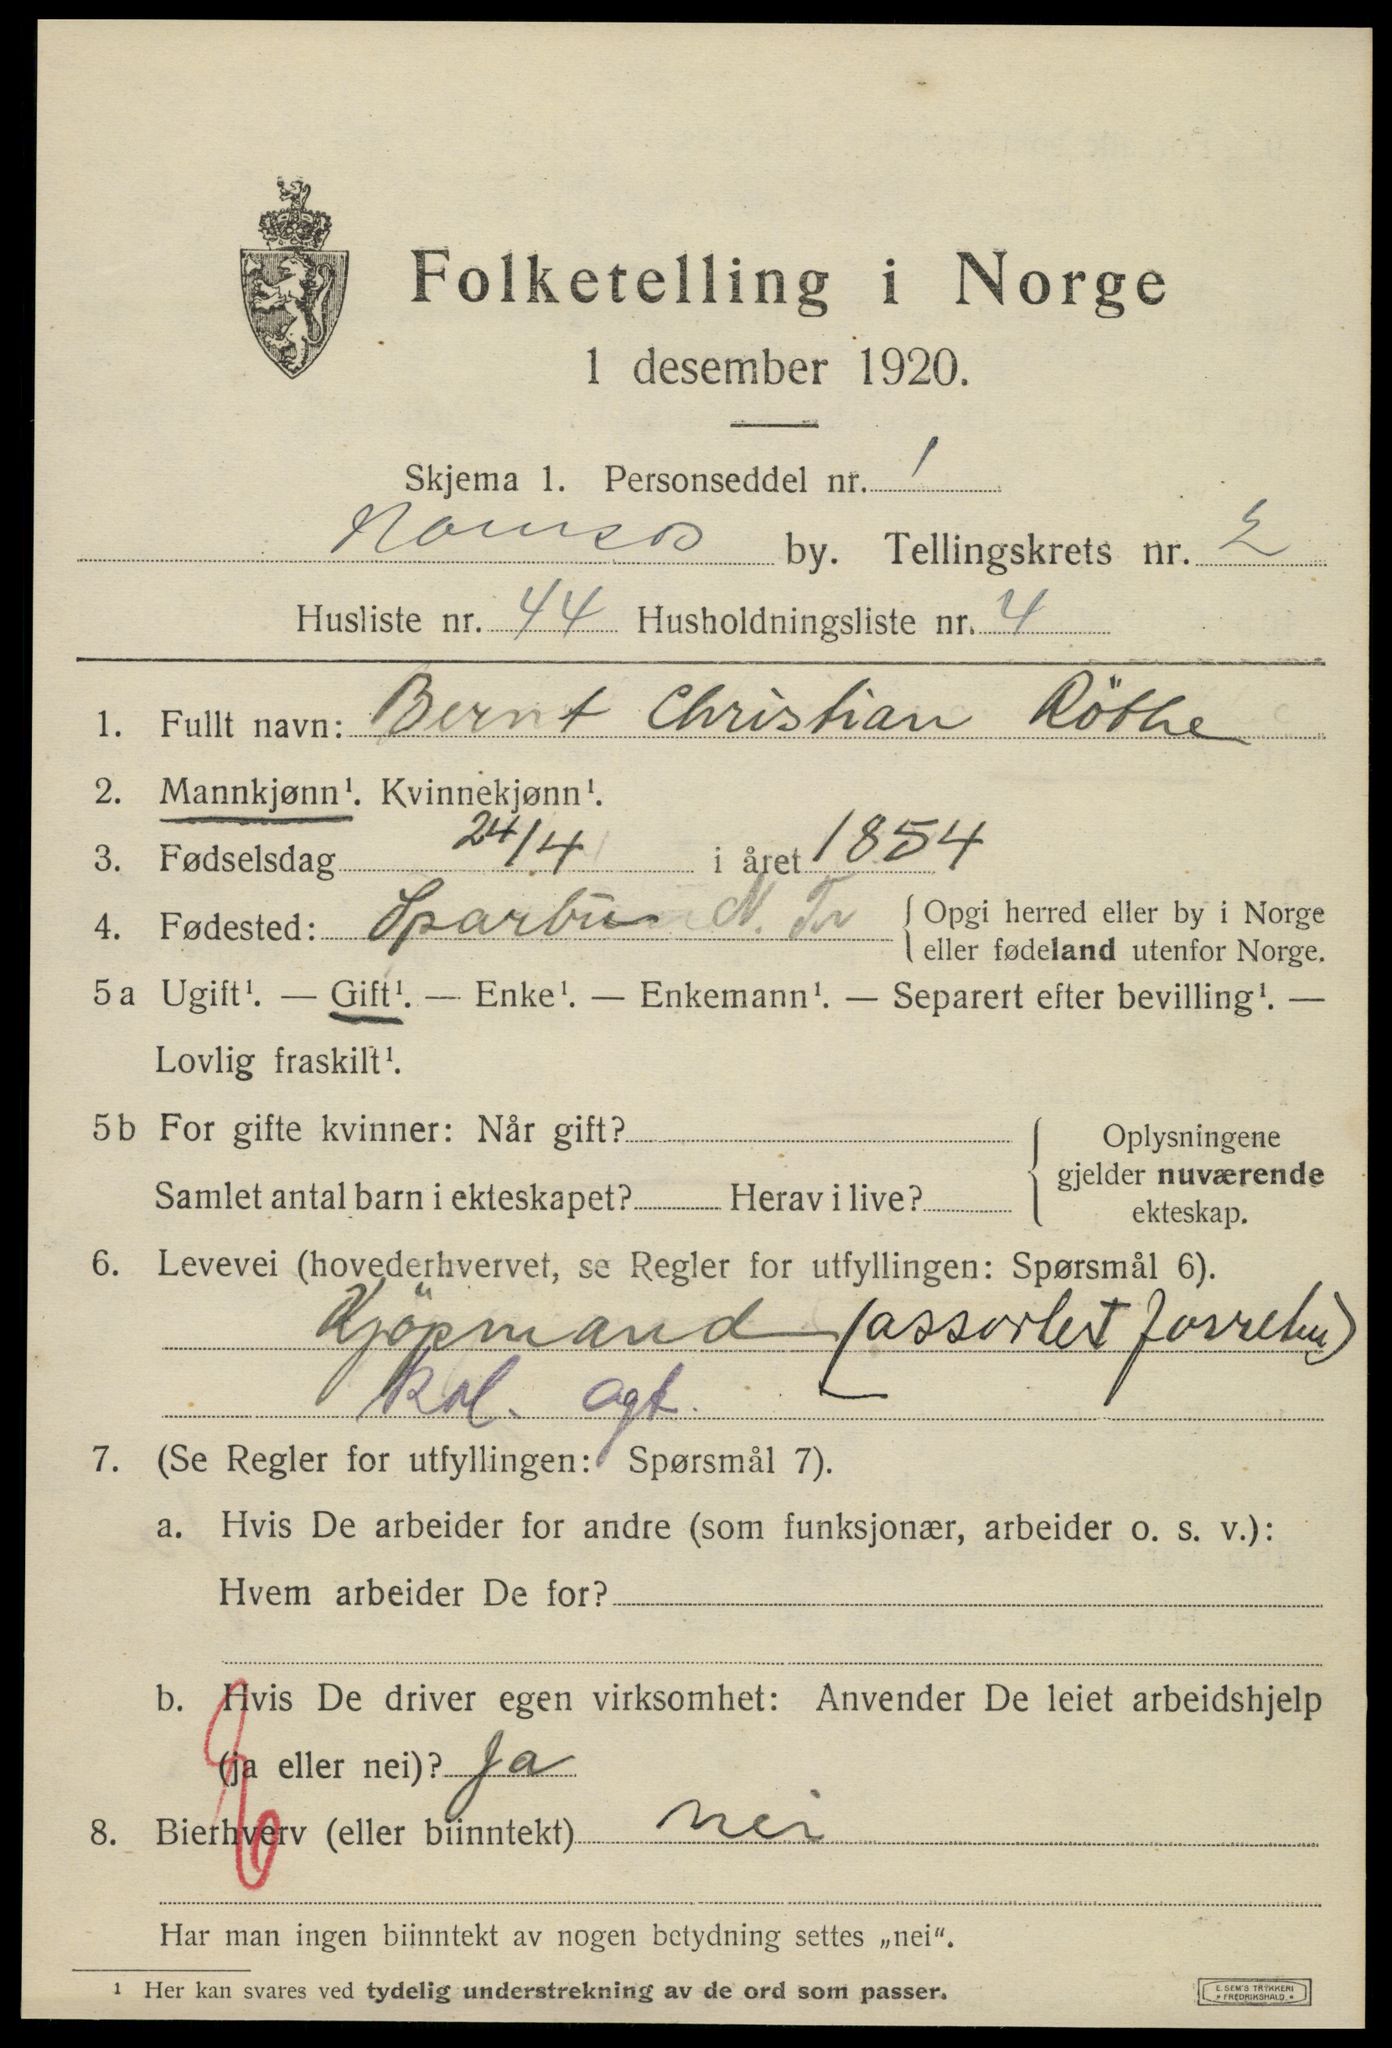 Folketelling i Norge
1 desember 1920.
Skjema 1. Personseddel nr. 1
Namsos by. Tellingskrets nr. 2
Husliste nr. 44 Husholdningsliste nr. 4
1. Fullt navn: Bernt Christian Röthe
2. Mannkjønn¹. Kvinnekjønn¹.
3. Fødselsdag 24/4 i året 1854
4. Fødested: Sparbu N. Tr { Opgi herred eller by i Norge
eller fødeland utenfor Norge.
5 a Ugift¹. — Gift¹. — Enke¹. — Enkemann¹. — Separert efter bevilling¹. —
Lovlig fraskilt¹.
5 b For gifte kvinner: Når gift?
Samlet antal barn i ekteskapet? Herav i live?
Oplysningene
gjelder nuværende
ekteskap.
6. Levevei (hovederhvervet, se Regler for utfyllingen: Spørsmål 6).
Kjöpmand (assortert
kol. agt.
7. (Se Regler for utfyllingen: Spørsmål 7).
a. Hvis De arbeider for andre (som funksjonær, arbeider o. s. v.):
Hvem arbeider De for?
b. Hvis De driver egen virksomhet: Anvender De leiet arbeidshjelp
(ja eller nei)? Ja
8. Bierhverv (eller biinntekt) nei
Har man ingen biinntekt av nogen betydning settes „nei“.
¹ Her kan svares ved tydelig understrekning av de ord som passer.
E. SEM'S TRYKKERI
* FREDRIKSHALD *